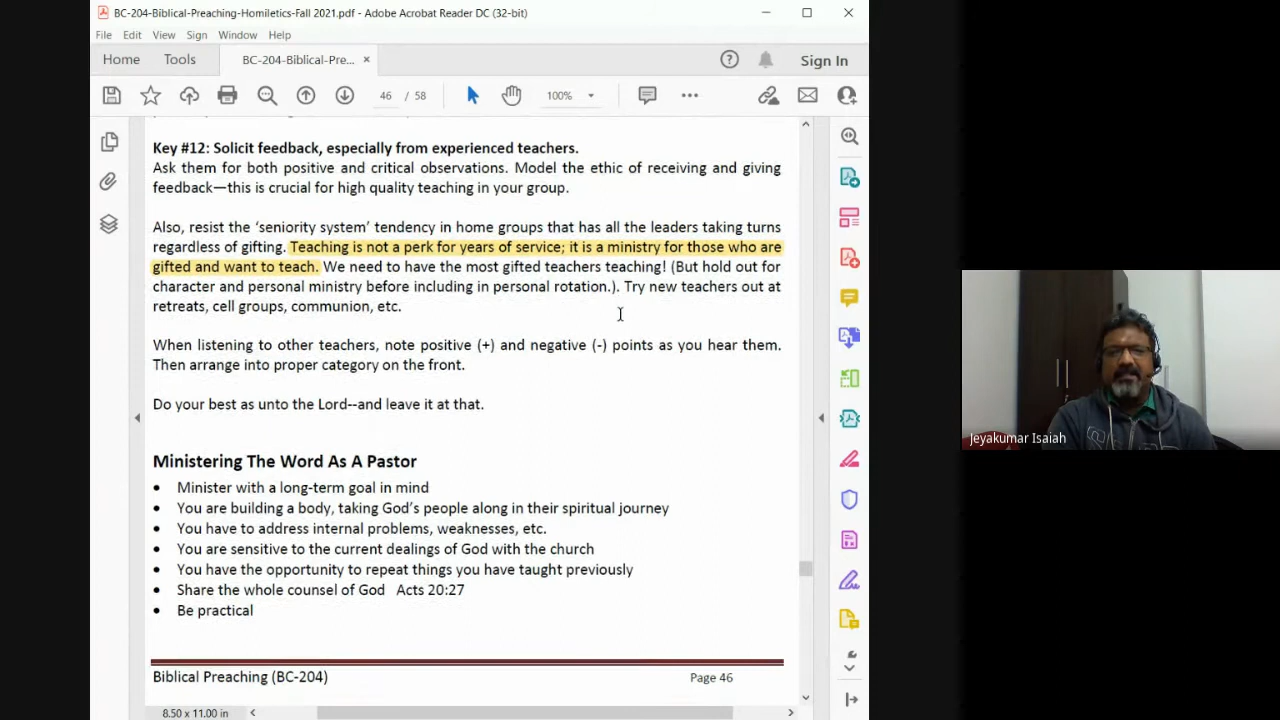 BC-204-Biblical-Preaching-Homiletics-Fall 2021.pdf - Adobe Acrobat Reader DC (32-bit)
File Edit View Sign Window Help
Home Tools BC-204-Biblical-Pre... × Sign In
46 / 58 100%
Key #12: Solicit feedback, especially from experienced teachers.
Ask them for both positive and critical observations. Model the ethic of receiving and giving
feedback—this is crucial for high quality teaching in your group.
Also, resist the ‘seniority system’ tendency in home groups that has all the leaders taking turns
regardless of gifting. Teaching is not a perk for years of service; it is a ministry for those who are
gifted and want to teach. We need to have the most gifted teachers teaching! (But hold out for
character and personal ministry before including in personal rotation.). Try new teachers out at
retreats, cell groups, communion, etc.
When listening to other teachers, note positive (+) and negative (-) points as you hear them.
Then arrange into proper category on the front.
Do your best as unto the Lord--and leave it at that.
Ministering The Word As A Pastor
• Minister with a long-term goal in mind
• You are building a body, taking God’s people along in their spiritual journey
• You have to address internal problems, weaknesses, etc.
• You are sensitive to the current dealings of God with the church
• You have the opportunity to repeat things you have taught previously
• Share the whole counsel of God Acts 20:27
• Be practical
Biblical Preaching (BC-204) Page 46
8.50 x 11.00 in
Jeyakumar Isaiah